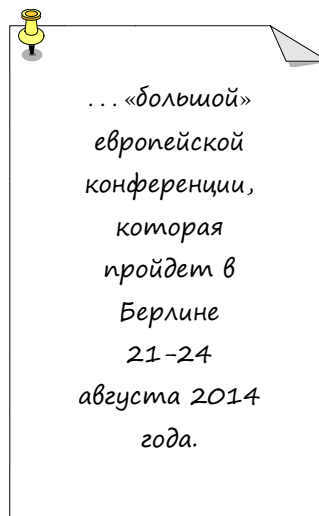 ... «большой»
европейской
конференции,
которая
пройдет в
Берлине
21-24
августа 2014
года.